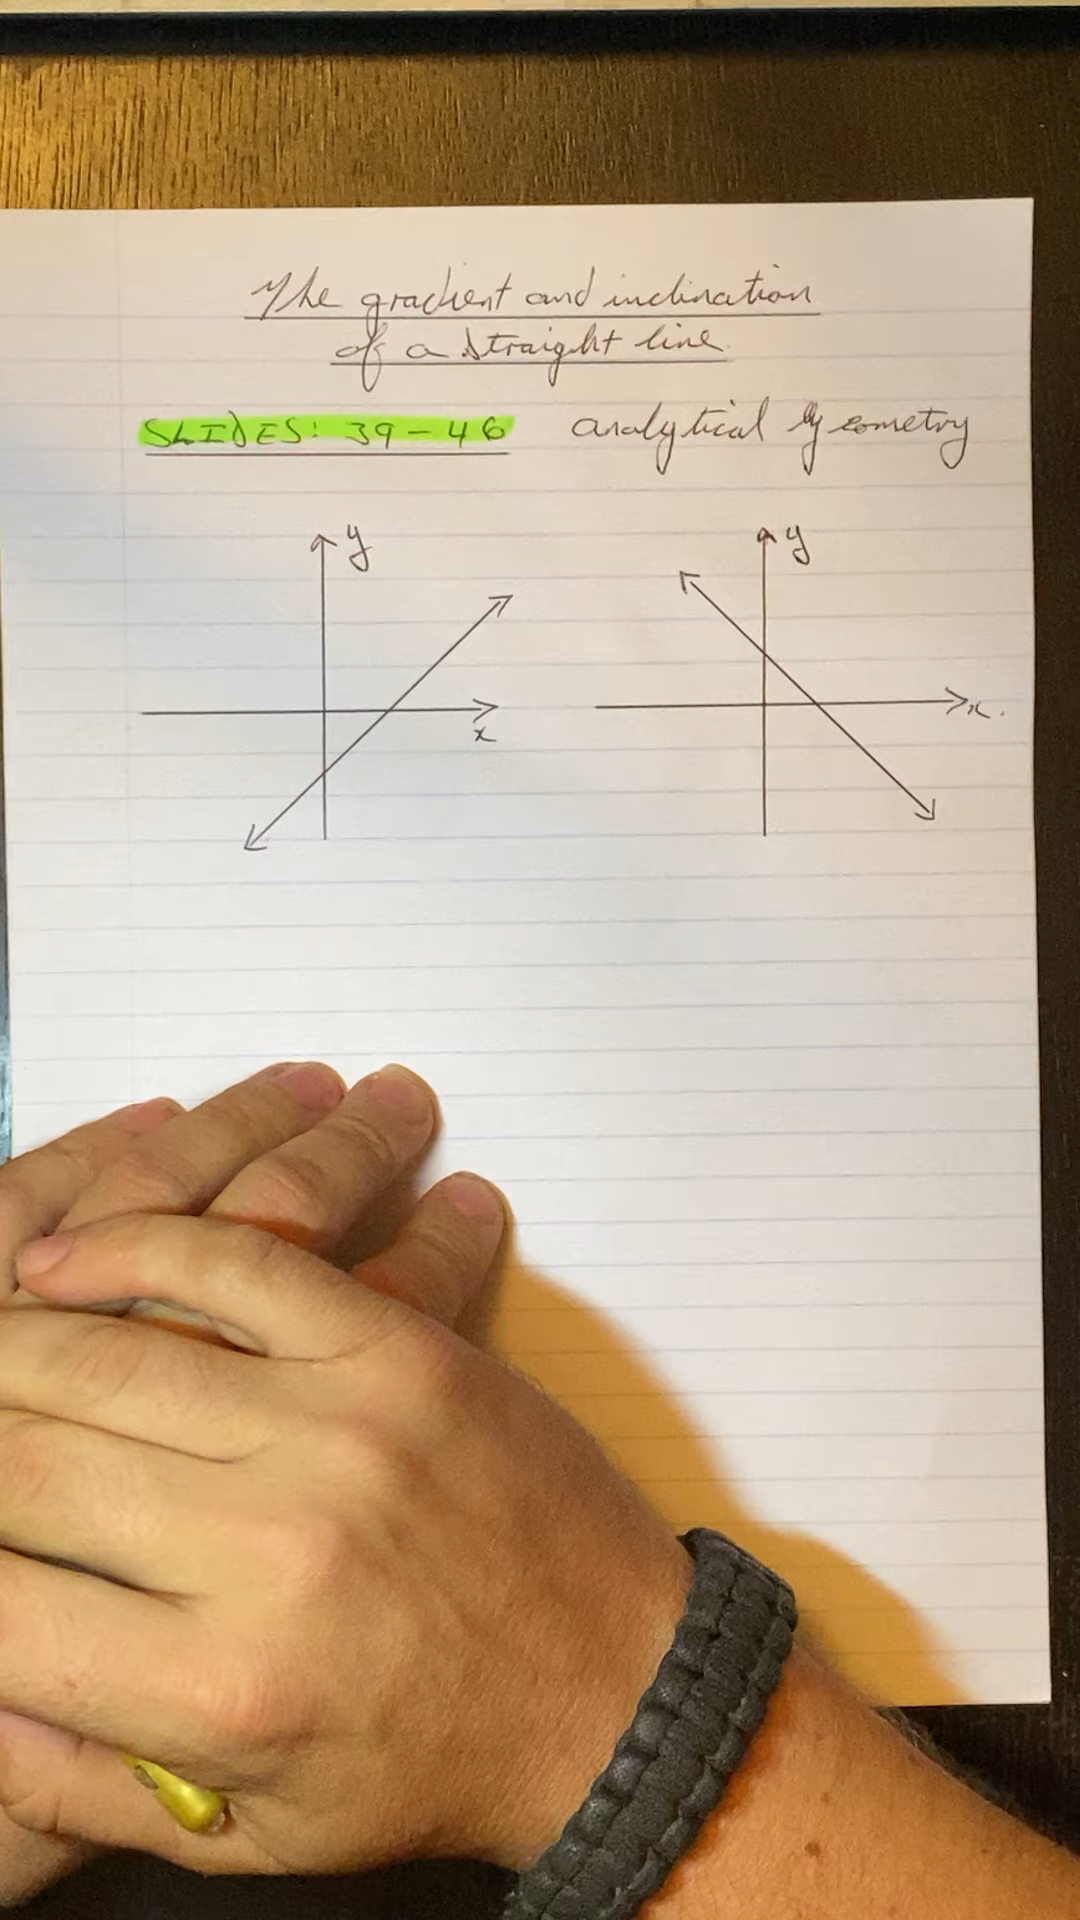 The gradient and inclination
of a straight line
SLIDES: 39-46 analytical geometry
y y
x x.